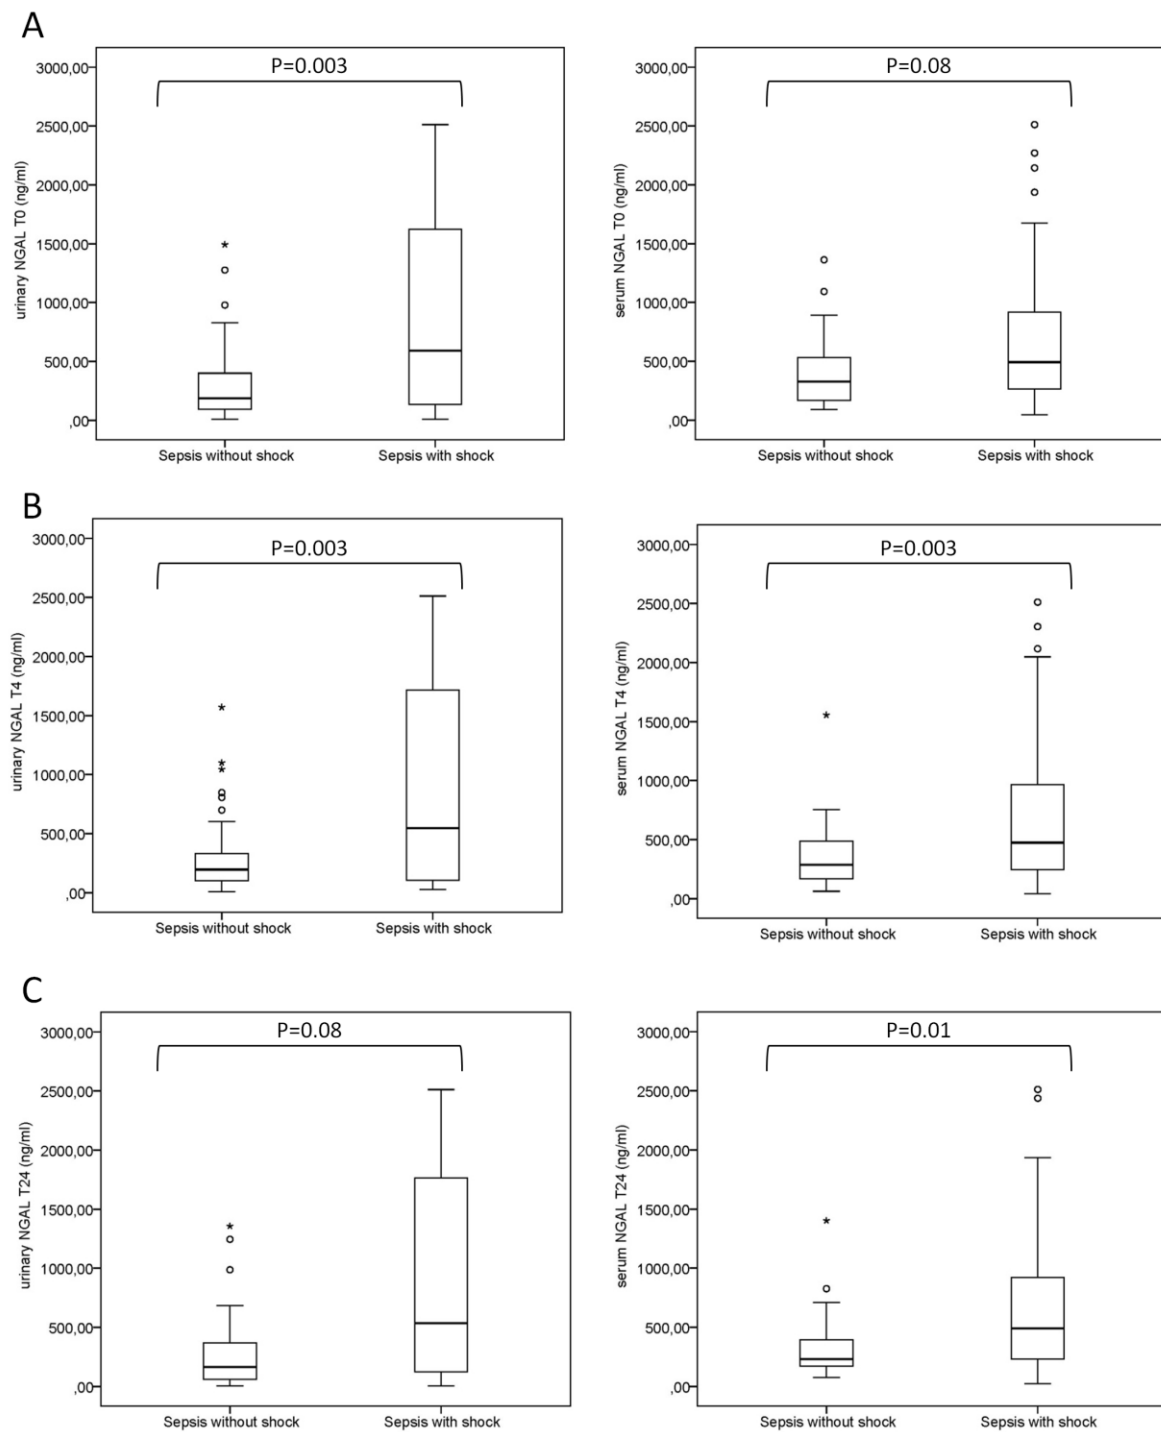 A
P=0.003
3000,00
2500,00
2000,00
1500,00
1000,00
500,00
,00
urinary NGAL T0 (ng/ml)
Sepsis without shock
Sepsis with shock
P=0.08
3000,00
2500,00
2000,00
1500,00
1000,00
500,00
,00
serum NGAL T0 (ng/ml)
Sepsis without shock
Sepsis with shock
B
P=0.003
3000,00
2500,00
2000,00
1500,00
1000,00
500,00
,00
urinary NGAL T4 (ng/ml)
Sepsis without shock
Sepsis with shock
P=0.003
3000,00
2500,00
2000,00
1500,00
1000,00
500,00
,00
serum NGAL T4 (ng/ml)
Sepsis without shock
Sepsis with shock
C
P=0.08
3000,00
2500,00
2000,00
1500,00
1000,00
500,00
,00
urinary NGAL T24 (ng/ml)
Sepsis without shock
Sepsis with shock
P=0.01
3000,00
2500,00
2000,00
1500,00
1000,00
500,00
,00
serum NGAL T24 (ng/ml)
Sepsis without shock
Sepsis with shock